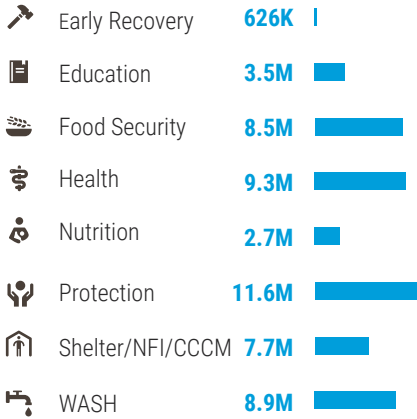 Early Recovery 626K
Education 3.5M
Food Security 8.5M
Health 9.3M
Nutrition 2.7M
Protection 11.6M
Shelter/NFI/CCCM 7.7M
WASH 8.9M